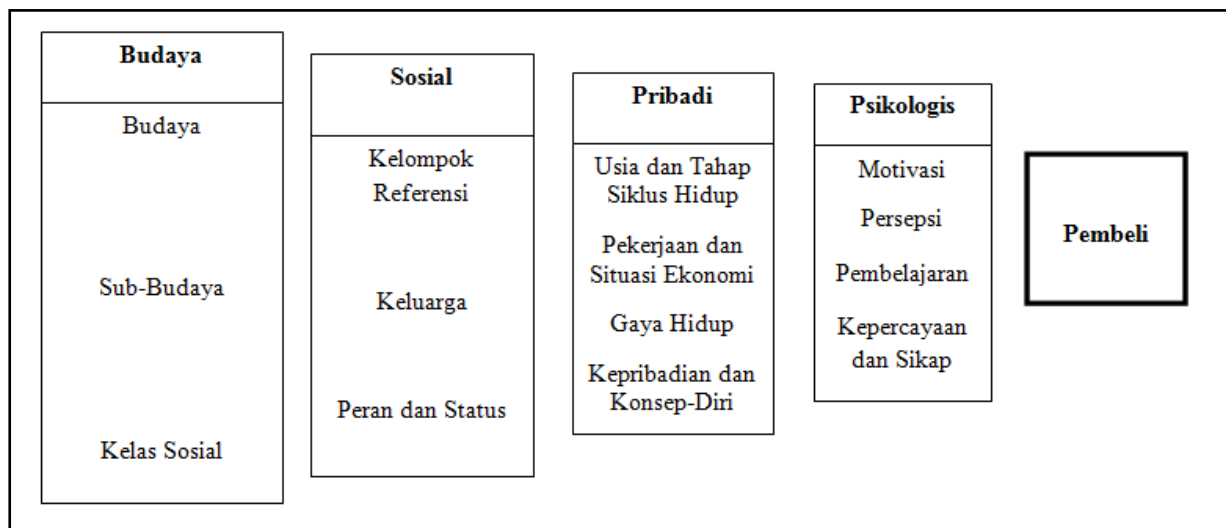 Budaya
Budaya
Sub-Budaya
Kelas Sosial
Sosial
Kelompok
Referensi
Keluarga
Peran dan Status
Pribadi
Usia dan Tahap
Siklus Hidup
Pekerjaan dan
Situasi Ekonomi
Gaya Hidup
Kepribadian dan
Konsep-Diri
Psikologis
Motivasi
Persepsi
Pembelajaran
Kepercayaan
dan Sikap
Pembeli